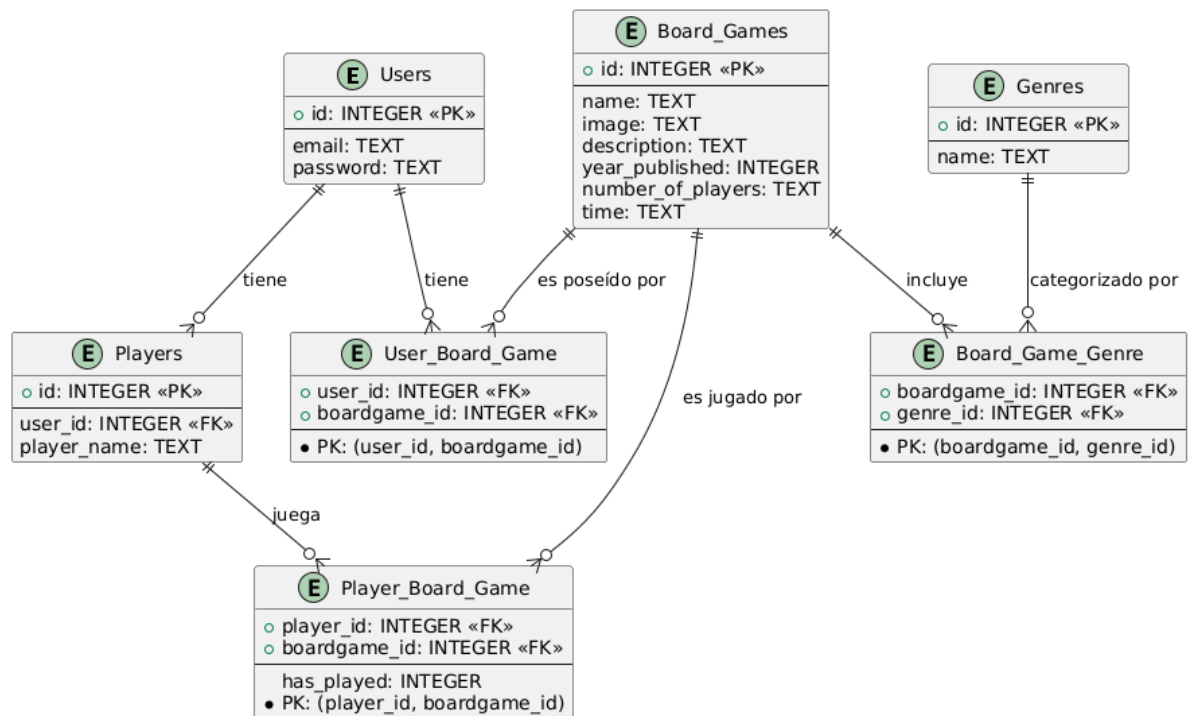 E Board_Games
id: INTEGER «PK»
name: TEXT
image: TEXT
description: TEXT
year_published: INTEGER
number_of_players: TEXT
time: TEXT
E Users
id: INTEGER «PK»
email: TEXT
password: TEXT
E Genres
id: INTEGER «PK»
name: TEXT
tiene
tiene
es poseído por
incluye
categorizado por
E Players
id: INTEGER «PK»
user_id: INTEGER «FK»
player_name: TEXT
E User_Board_Game
user_id: INTEGER «FK»
boardgame_id: INTEGER «FK»
PK: (user_id, boardgame_id)
es jugado por
E Board_Game_Genre
boardgame_id: INTEGER «FK»
genre_id: INTEGER «FK»
PK: (boardgame_id, genre_id)
juega
E Player_Board_Game
player_id: INTEGER «FK»
boardgame_id: INTEGER «FK»
has_played: INTEGER
PK: (player_id, boardgame_id)